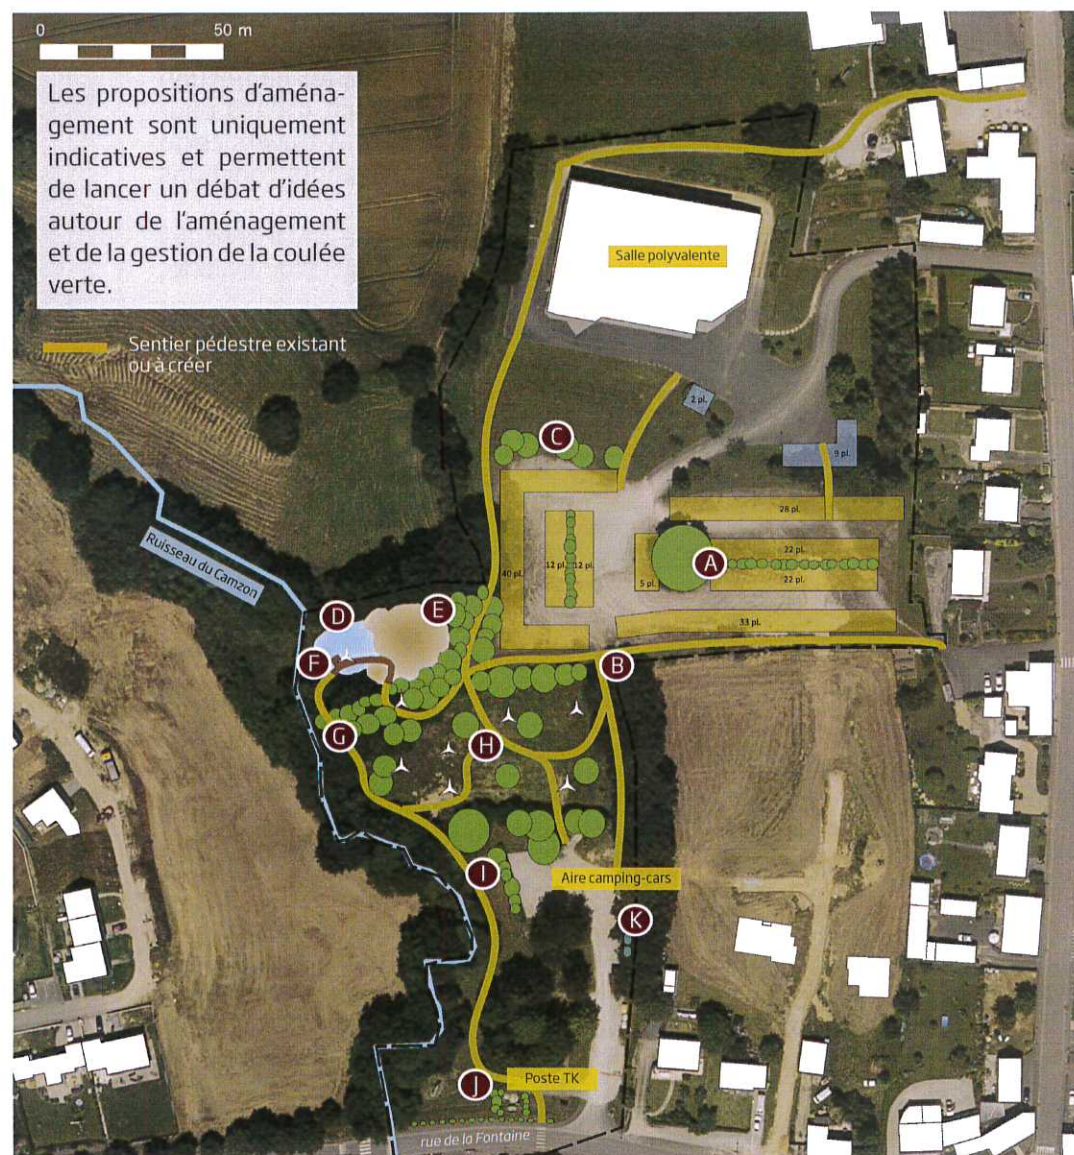 0 50 m
Les propositions d'aména-
gement sont uniquement
indicatives et permettent
de lancer un débat d'idées
autour de l'aménagement
et de la gestion de la coulée
verte.
Sentier pédestre existant
ou à créer
Salle polyvalente
2 pl.
C
9 pl.
28 pl.
Ruisseau du Camzon
A
22 pl.
40 pl.
12 pl.
12 pl.
5 pl.
22 pl.
D
E
33 pl.
F
B
G
H
I
Aire camping-cars
K
J
Poste TK
rue de la Fontaine